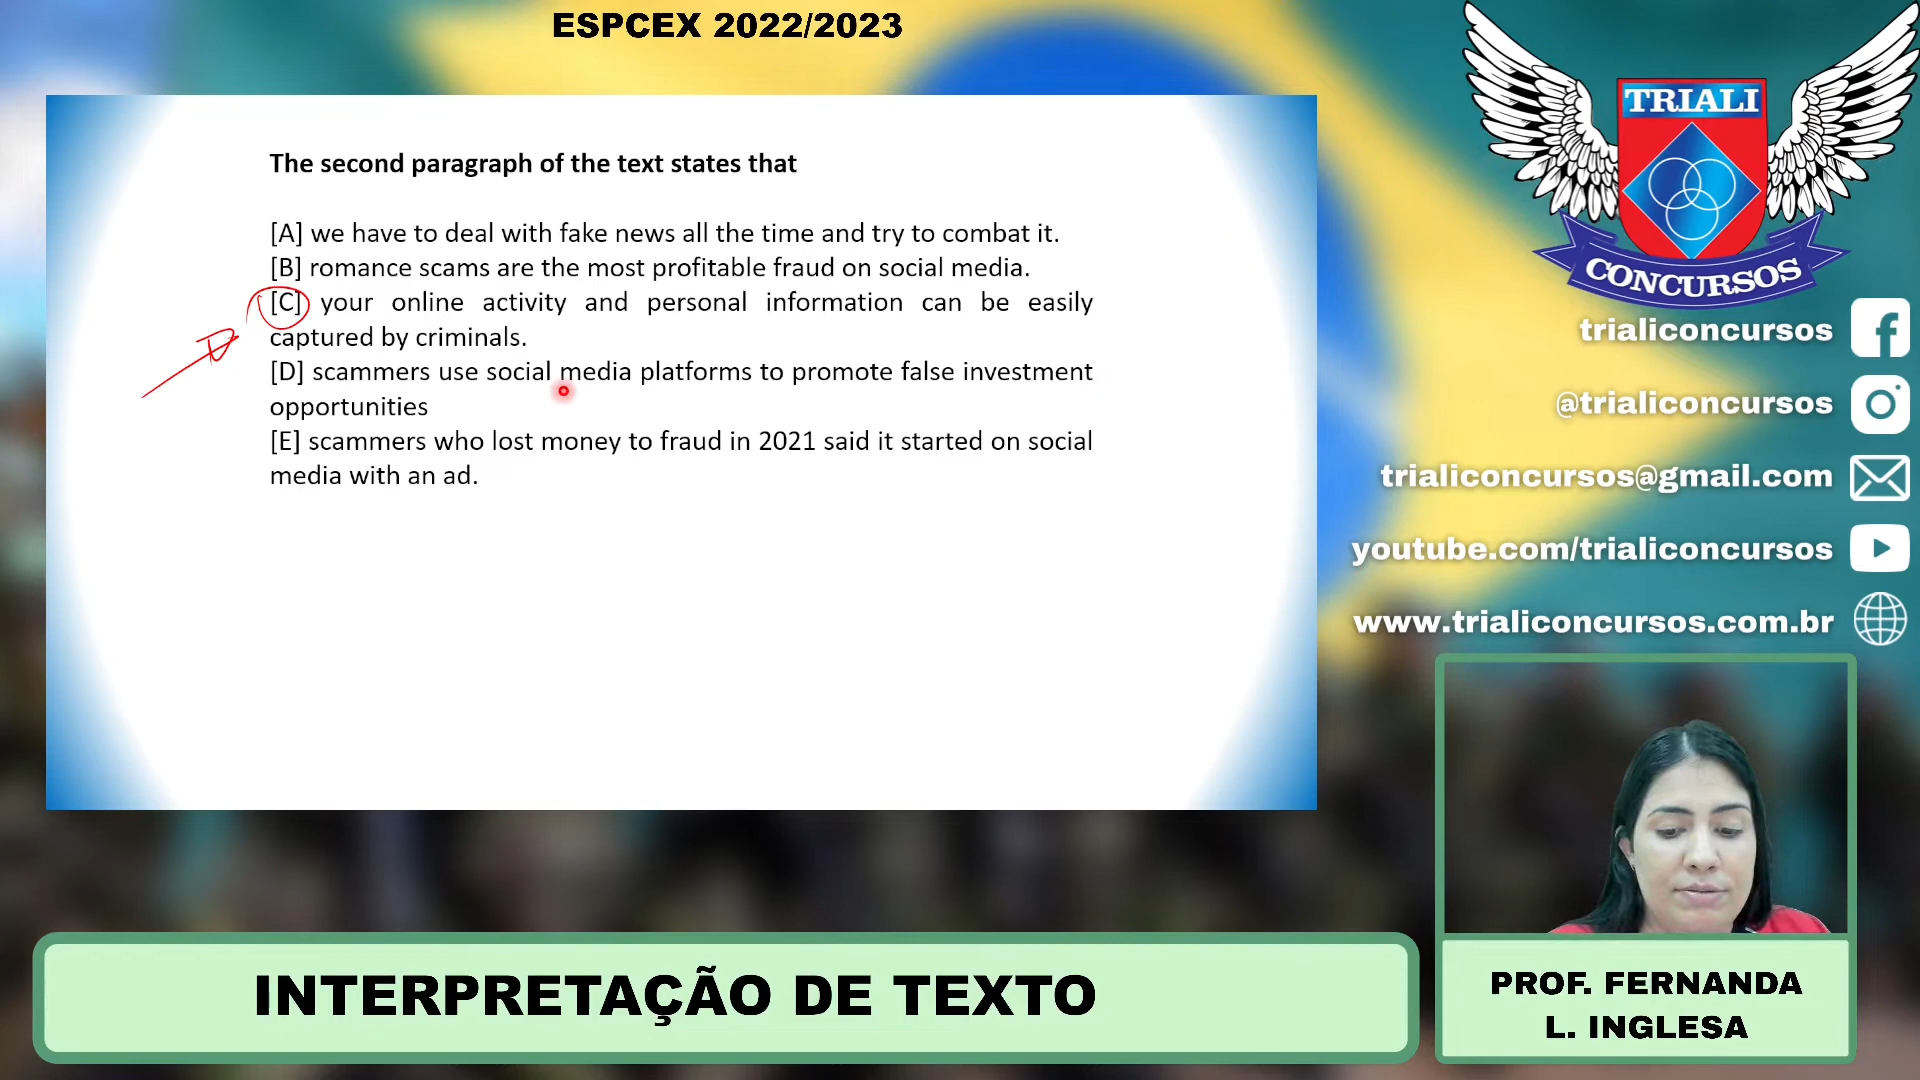 ESPCEX 2022/2023
The second paragraph of the text states that
[A] we have to deal with fake news all the time and try to combat it.
[B] romance scams are the most profitable fraud on social media.
[C] your online activity and personal information can be easily
captured by criminals.
[D] scammers use social media platforms to promote false investment
opportunities
[E] scammers who lost money to fraud in 2021 said it started on social
media with an ad.
TRIALI
CONCURSOS
trialiconcursos
@trialiconcursos
trialiconcursos@gmail.com
youtube.com/trialiconcursos
www.trialiconcursos.com.br
INTERPRETAÇÃO DE TEXTO
PROF. FERNANDA
L. INGLESA